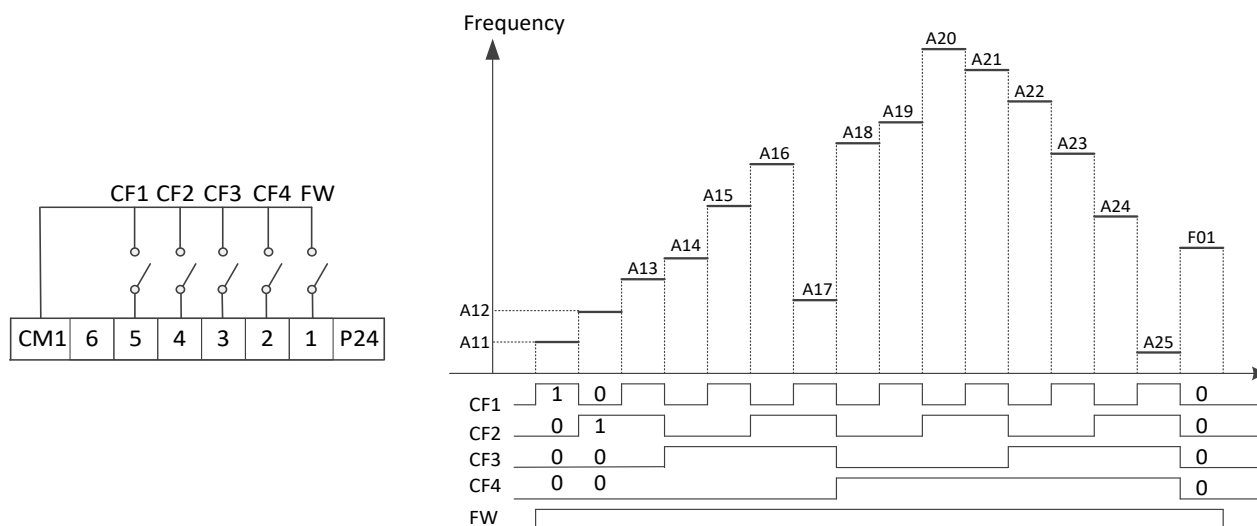 Frequency
A20
A21
A22
A19
A18
A23
A16
CF1 CF2 CF3 CF4 FW
A15
A24
A14
F01
A13
A17
A12
CM1 6 5 4 3 2 1 P24
A11
A25
CF1 1 0 0
CF2 0 1 0
CF3 0 0 0
CF4 0 0 0
FW